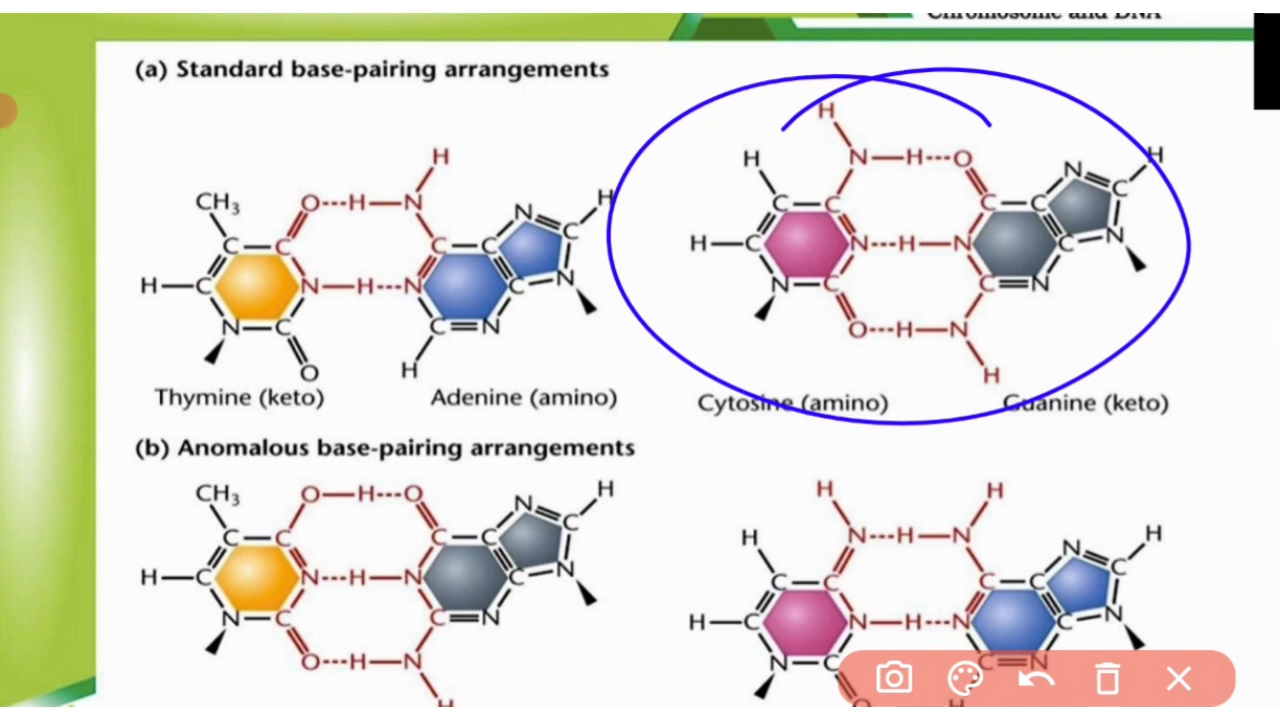 Chromosome and DNA
(a) Standard base-pairing arrangements
H
H
CH₃
O---H—N
H
N
C—C
C
C
C
H—C
N—H---N
C
N
N—C
C=N
O
H
Thymine (keto)
Adenine (amino)
H
H
N—H---O
H
N
C
C—C
C—C
H—C
N---H—N
C
N
N—C
C=N
O---H—N
H
Cytosine (amino)
Guanine (keto)
(b) Anomalous base-pairing arrangements
CH₃
O—H---O
H
N
C
C—C
C—C
H—C
N---H—N
C
N
N—C
C=N
O---H—N
H
H
H
H
N---H—N
H
N
C
C—C
C—C
H—C
N—H---N
C
N
N—C
C=N